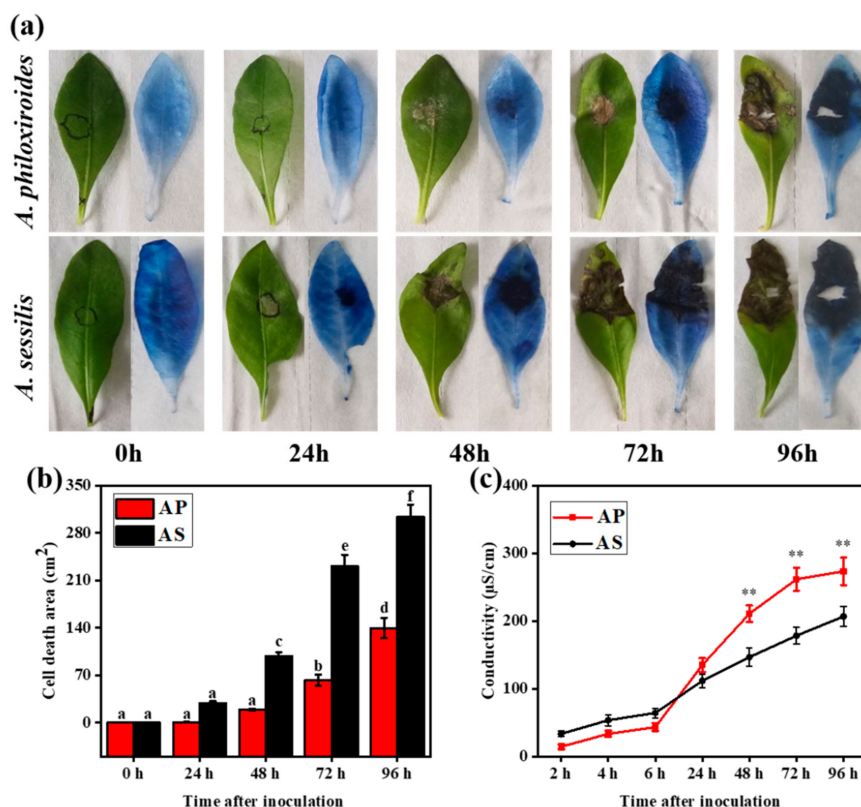 (a)
A. philoxiroides
A. sessilis
0h 24h 48h 72h 96h
(b)
AP
AS
Cell death area (cm²)
350
280
210
140
70
0
a a a a a c b e d f
0 h 24 h 48 h 72 h 96 h
Time after inoculation
(c)
AP
AS
Conductivity (µS/cm)
400
300
200
100
0
** ** **
2 h 4 h 6 h 24 h 48 h 72 h 96 h
Time after inoculation